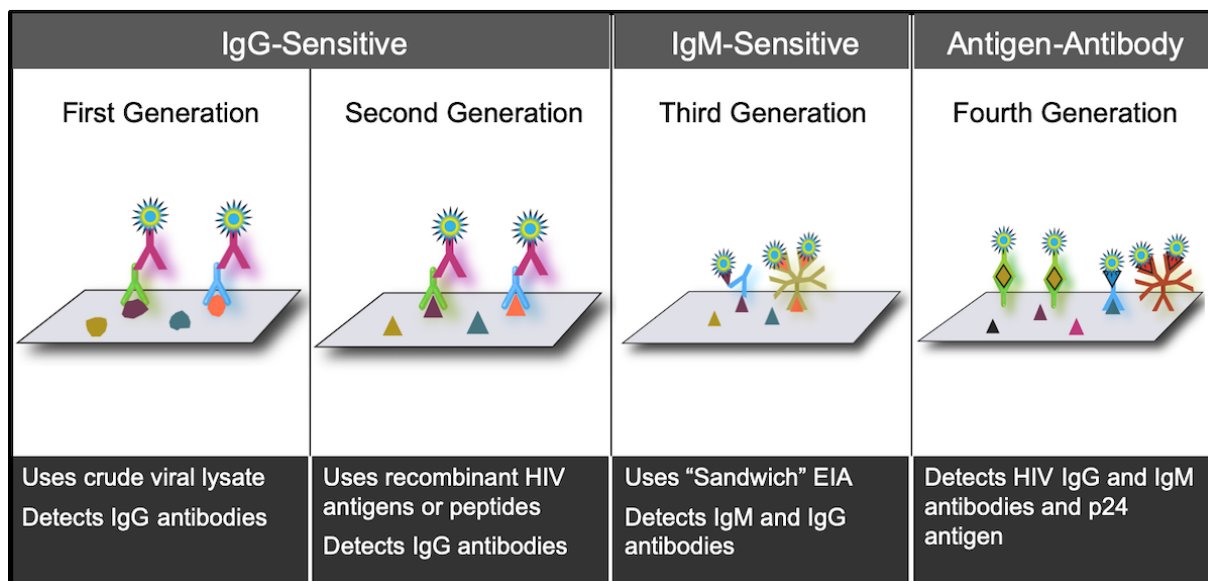 IgG-Sensitive
IgM-Sensitive
Antigen-Antibody
First Generation
Second Generation
Third Generation
Fourth Generation
Uses crude viral lysate
Detects IgG antibodies
Uses recombinant HIV
antigens or peptides
Detects IgG antibodies
Uses “Sandwich” EIA
Detects IgM and IgG
antibodies
Detects HIV IgG and IgM
antibodies and p24
antigen